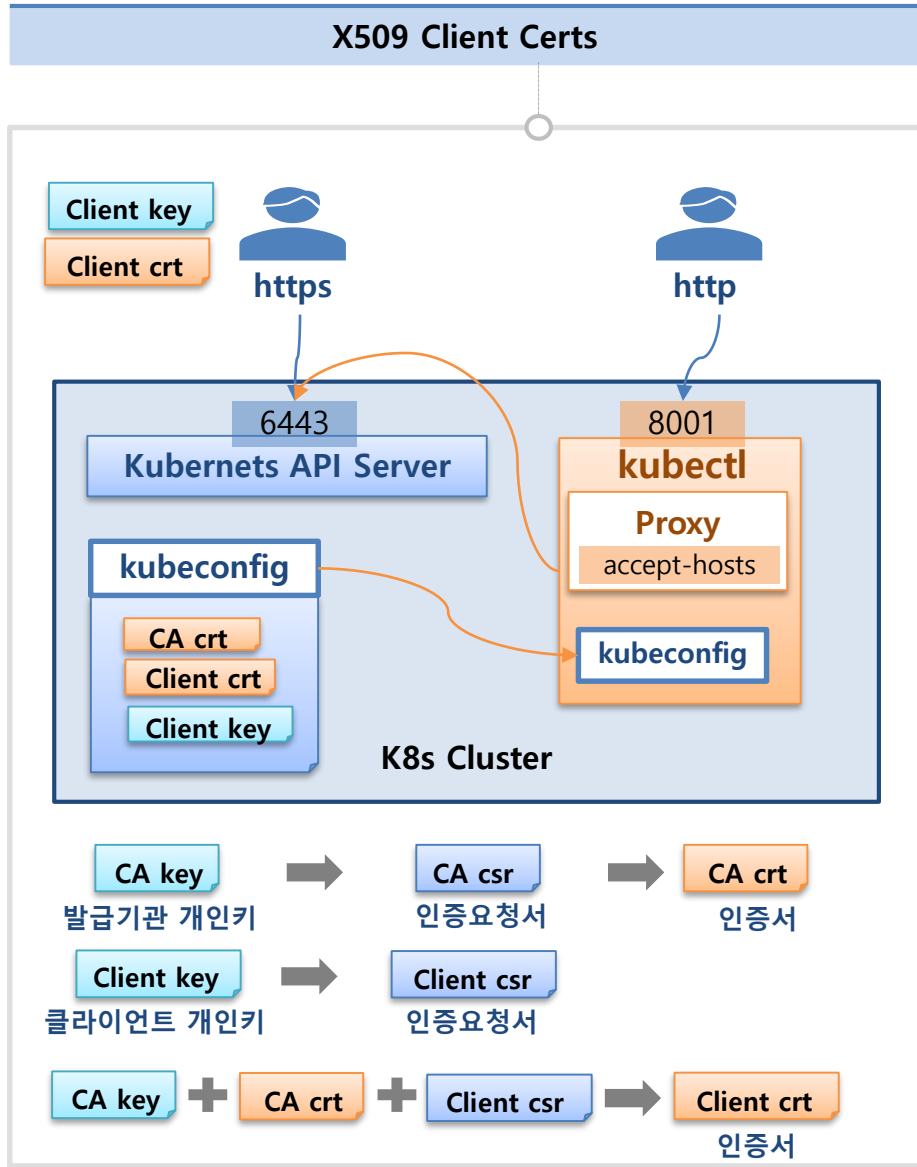 X509 Client Certs
Client key
Client crt
https
http
6443
Kubernets API Server
8001
kubectl
Proxy
accept-hosts
kubeconfig
CA crt
Client crt
Client key
kubeconfig
K8s Cluster
CA key
CA csr
CA crt
발급기관 개인키
인증요청서
인증서
Client key
Client csr
클라이언트 개인키
인증요청서
CA key
CA crt
Client csr
Client crt
인증서